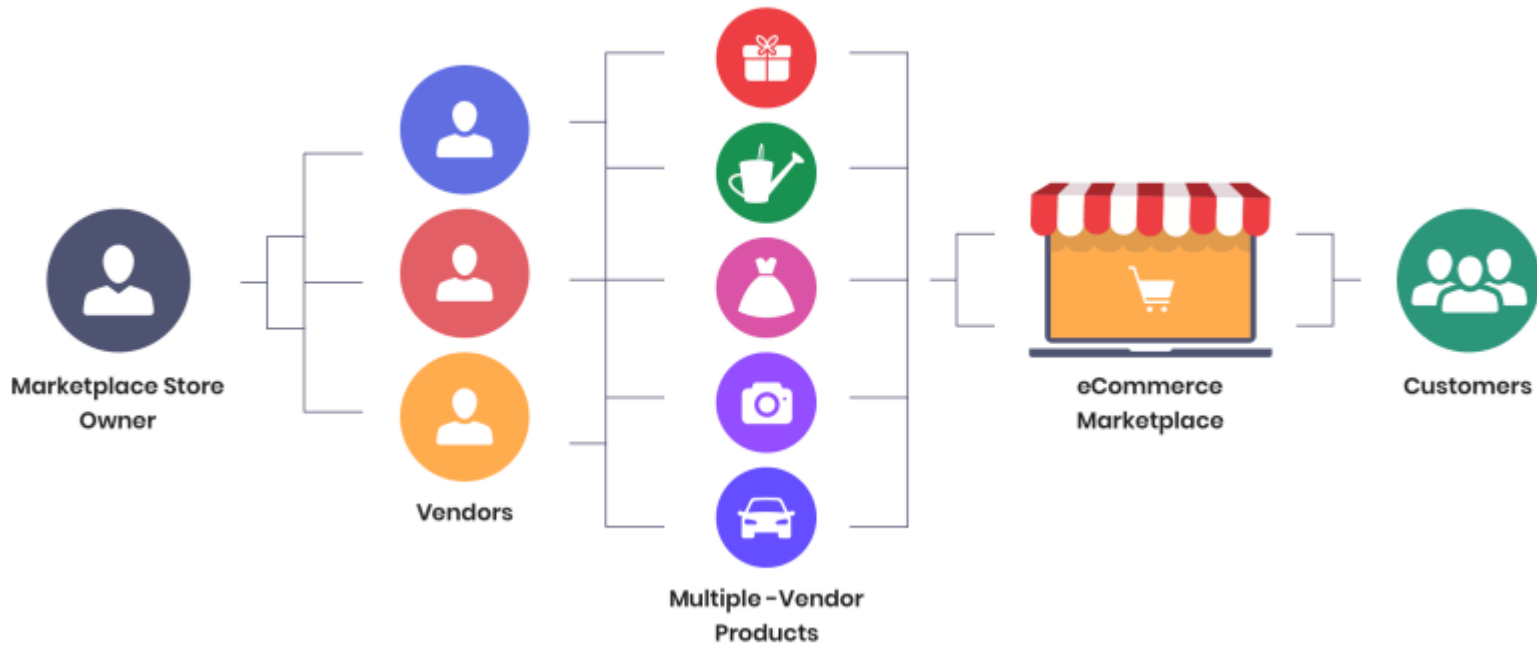 Marketplace Store
Owner
Vendors
Multiple-Vendor
Products
eCommerce
Marketplace
Customers